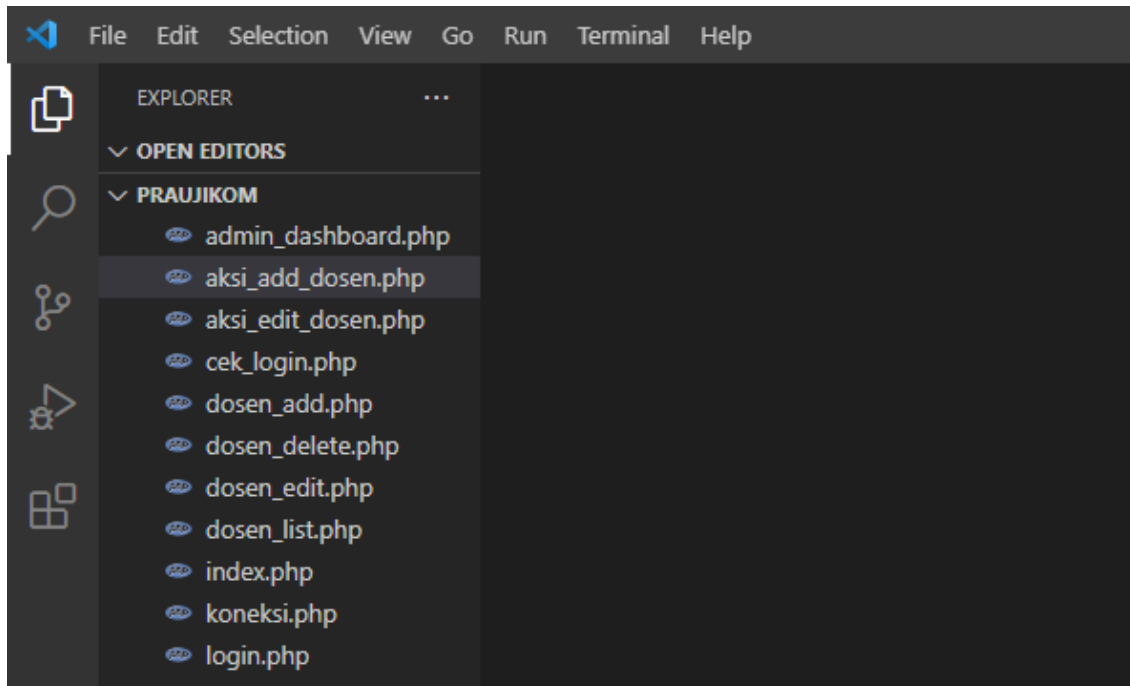 File Edit Selection View Go Run Terminal Help
EXPLORER ...
OPEN EDITORS
PRAUJIKOM
admin_dashboard.php
aksi_add_dosen.php
aksi_edit_dosen.php
cek_login.php
dosen_add.php
dosen_delete.php
dosen_edit.php
dosen_list.php
index.php
koneksi.php
login.php